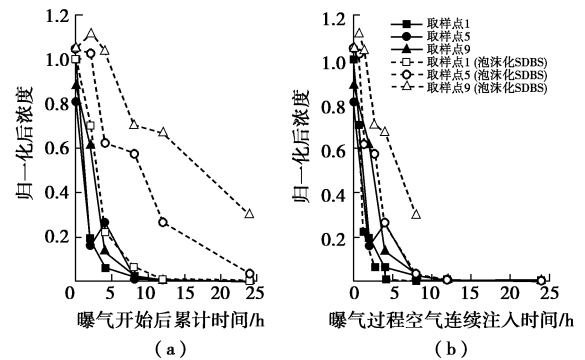 归一化后浓度
1.2
1.0
0.8
0.6
0.4
0.2
0 5 10 15 20 25
曝气开始后累计时间/h
(a)
归一化后浓度
1.2
1.0
0.8
0.6
0.4
0.2
0 5 10 15 20 25
曝气过程空气连续注入时间/h
(b)
取样点1
取样点5
取样点9
取样点1 (泡沫化SDBS)
取样点5 (泡沫化SDBS)
取样点9 (泡沫化SDBS)